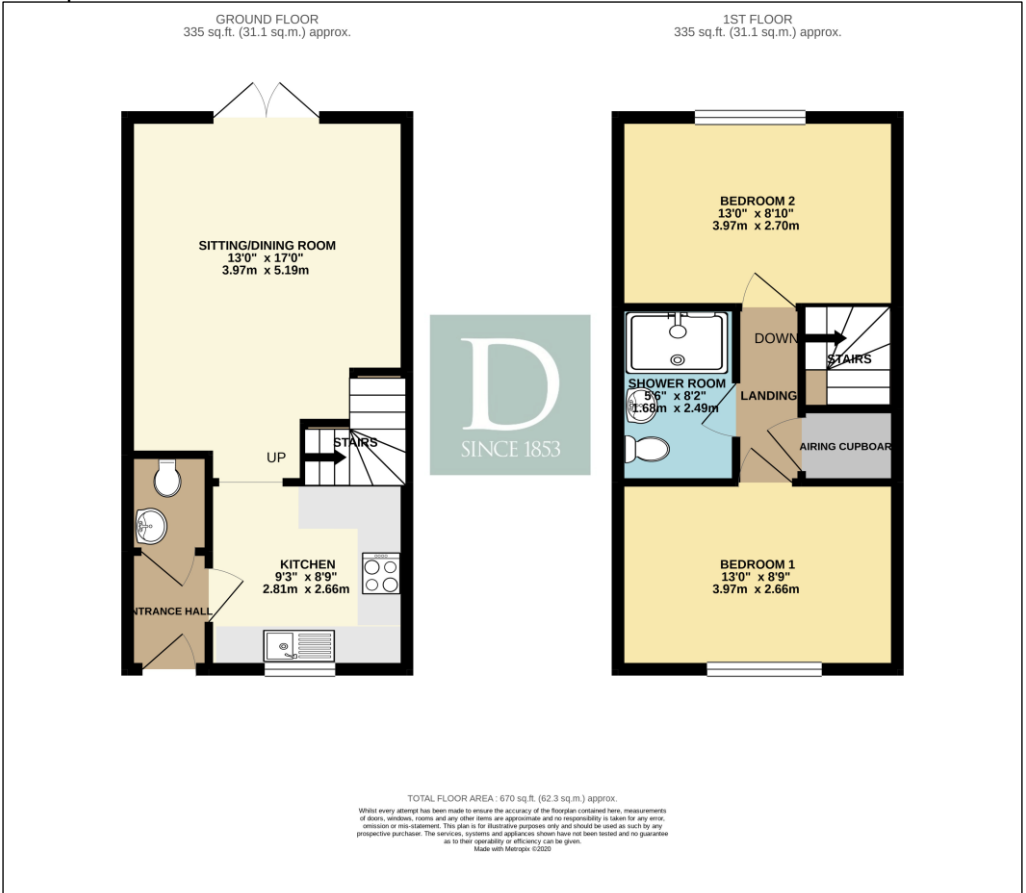 GROUND FLOOR
335 sq.ft. (31.1 sq.m.) approx.
1ST FLOOR
335 sq.ft. (31.1 sq.m.) approx.
SITTING/DINING ROOM
13'0" x 17'0"
3.97m x 5.19m
UP
STAIRS
KITCHEN
9'3" x 8'9"
2.81m x 2.66m
NTRANCE HALL
D
SINCE 1853
BEDROOM 2
13'0" x 8'10"
3.97m x 2.70m
DOWN
STAIRS
SHOWER ROOM
5'6" x 8'2"
1.68m x 2.49m
LANDING
AIRING CUPBOAR
BEDROOM 1
13'0" x 8'9"
3.97m x 2.66m
TOTAL FLOOR AREA : 670 sq.ft. (62.3 sq.m.) approx.
Whilst every attempt has been made to ensure the accuracy of the floorplan contained here, measurements
of doors, windows, rooms and any other items are approximate and no responsibility is taken for any error,
omission or mis-statement. This plan is for illustrative purposes only and should be used as such by any
prospective purchaser. The services, systems and appliances shown have not been tested and no guarantee
as to their operability or efficiency can be given.
Made with Metropix ©2020